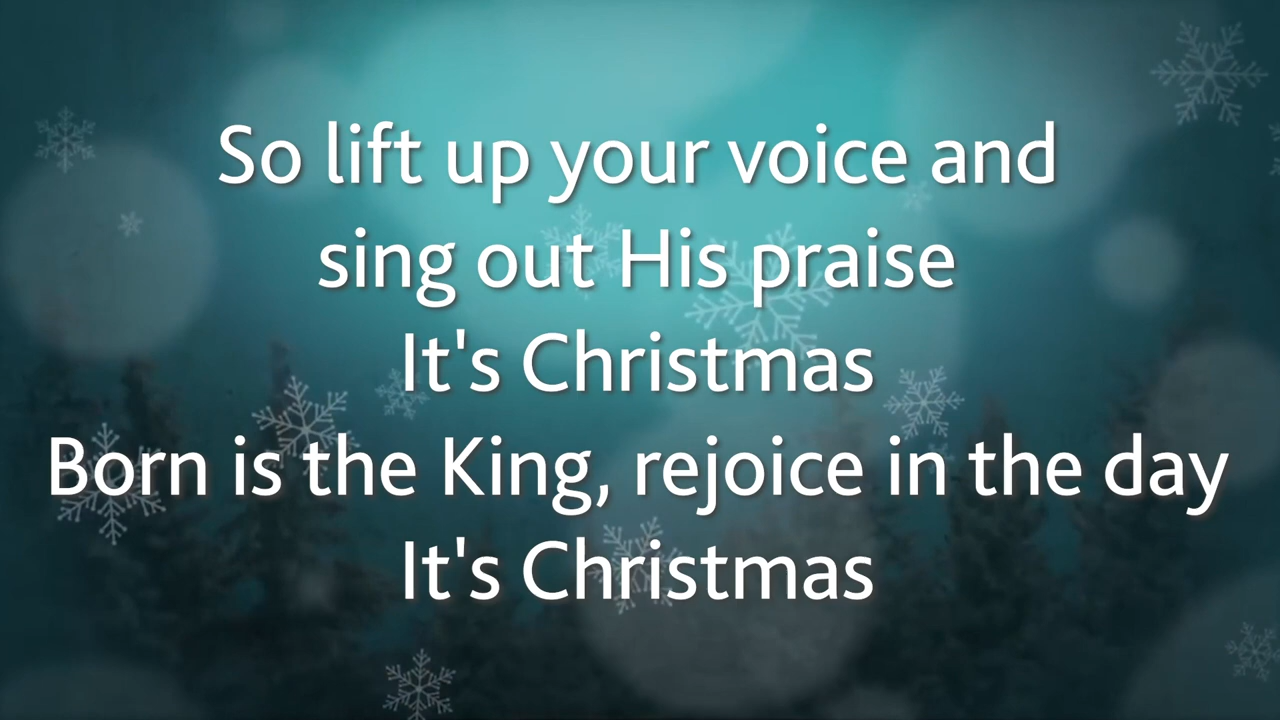 So lift up your voice and
sing out His praise
It's Christmas
Born is the King, rejoice in the day
It's Christmas